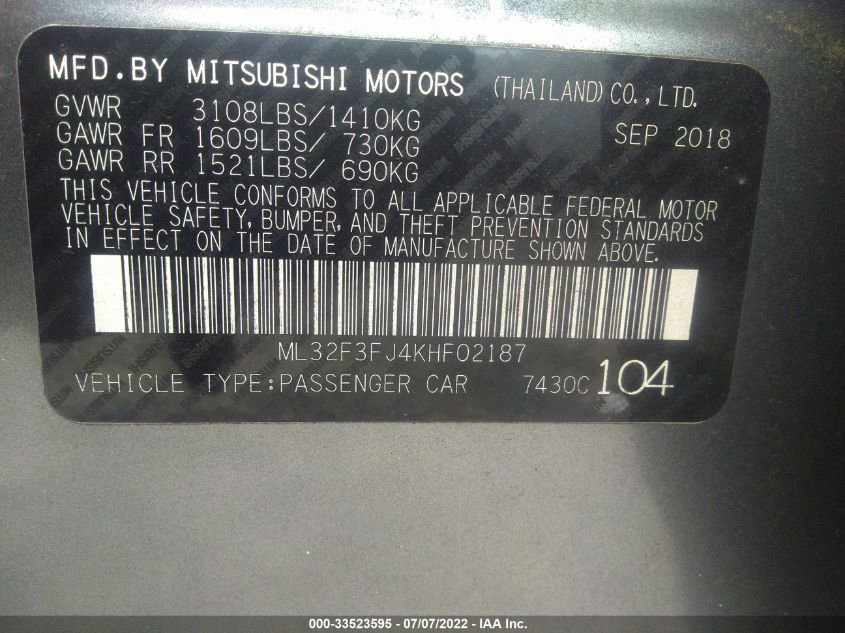 MFD.BY MITSUBISHI MOTORS (THAILAND) CO.,LTD.
GVWR 3108LBS/1410KG
SEP 2018
GAWR FR 1609LBS/ 730KG
GAWR RR 1521LBS/ 690KG
THIS VEHICLE CONFORMS TO ALL APPLICABLE FEDERAL MOTOR
VEHICLE SAFETY, BUMPER, AND THEFT PREVENTION STANDARDS
IN EFFECT ON THE DATE OF MANUFACTURE SHOWN ABOVE.
ML32F3FJ4KHF02187
VEHICLE TYPE:PASSENGER CAR 7430C 104
000-33523595 - 07/07/2022 - IAA Inc.